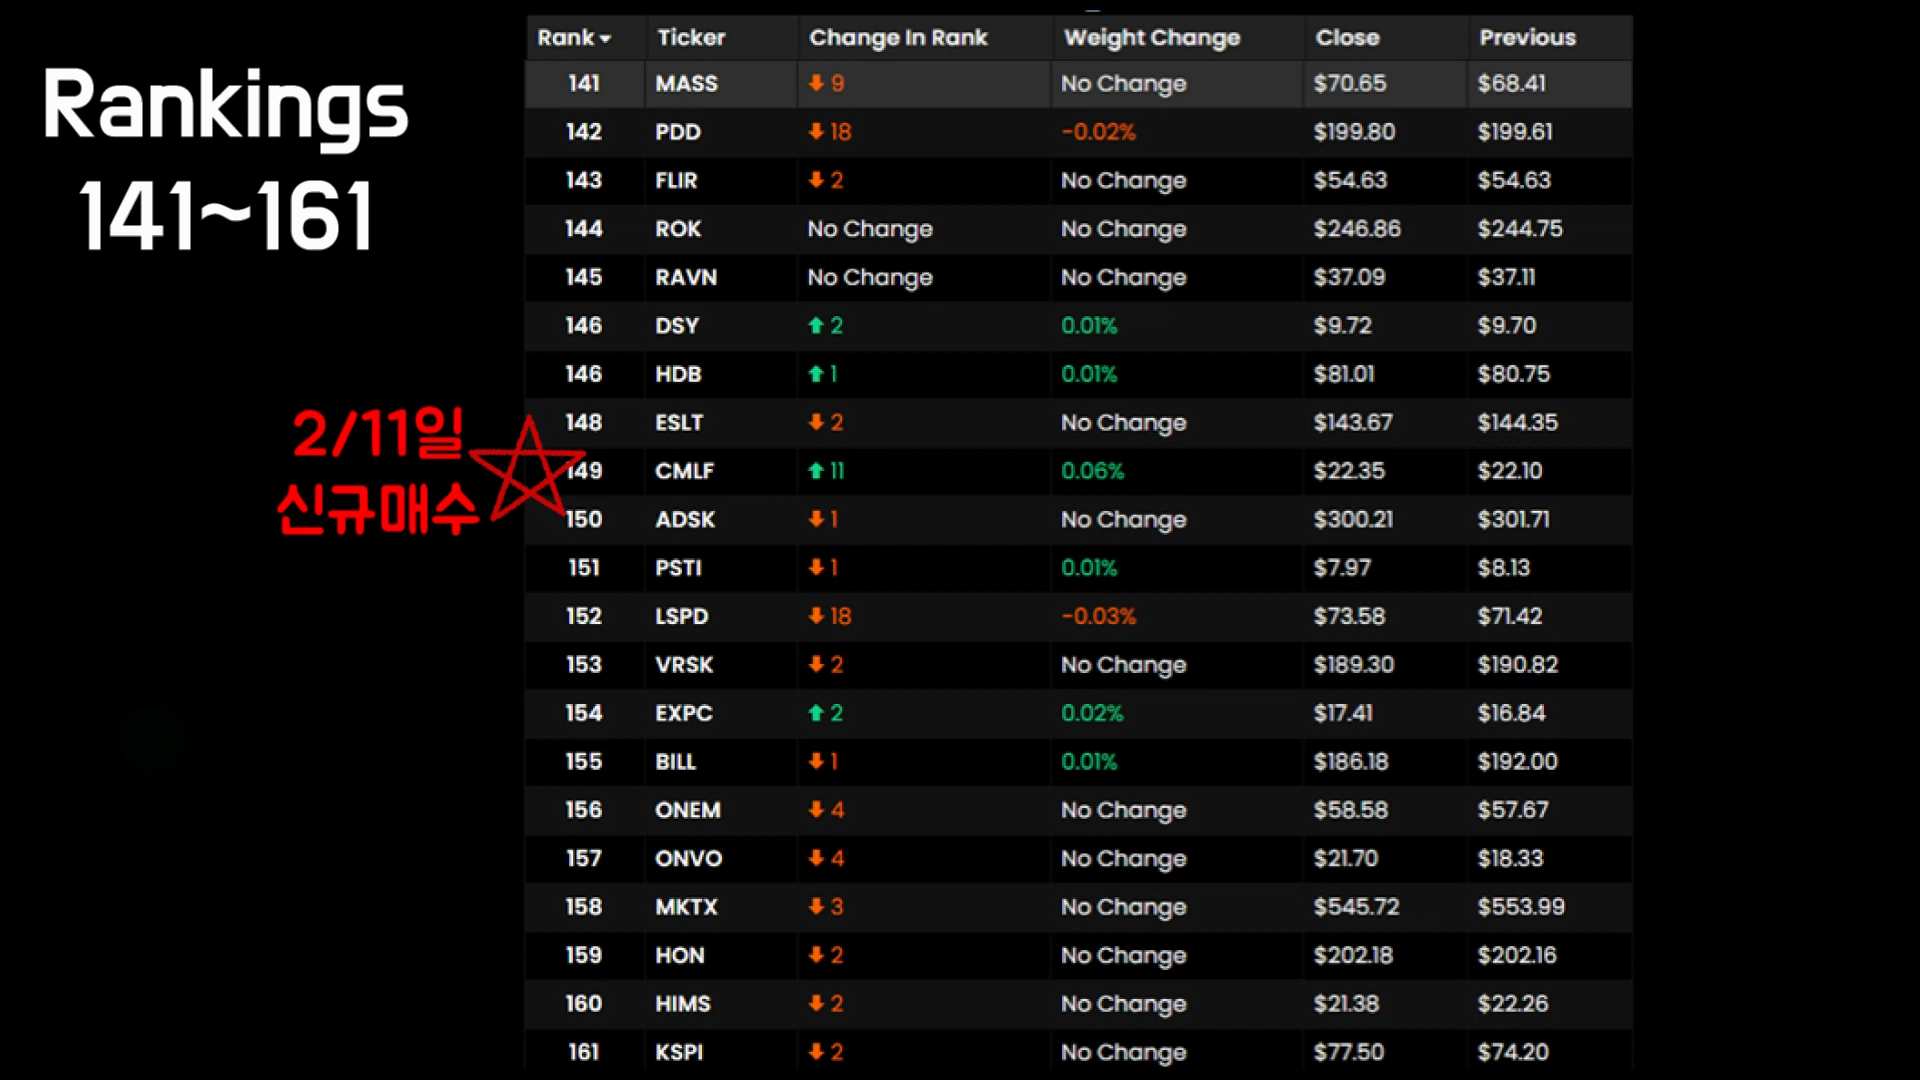 Rankings
141~161
2/11일
신규매수
Rank Ticker Change In Rank Weight Change Close Previous
141 MASS 9 No Change $70.65 $68.41
142 PDD 18 -0.02% $199.80 $199.61
143 FLIR 2 No Change $54.63 $54.63
144 ROK No Change No Change $246.86 $244.75
145 RAVN No Change No Change $37.09 $37.11
146 DSY 2 0.01% $9.72 $9.70
146 HDB 1 0.01% $81.01 $80.75
148 ESLT 2 No Change $143.67 $144.35
149 CMLF 11 0.06% $22.35 $22.10
150 ADSK 1 No Change $300.21 $301.71
151 PSTI 1 0.01% $7.97 $8.13
152 LSPD 18 -0.03% $73.58 $71.42
153 VRSK 2 No Change $189.30 $190.82
154 EXPC 2 0.02% $17.41 $16.84
155 BILL 1 0.01% $186.18 $192.00
156 ONEM 4 No Change $58.58 $57.67
157 ONVO 4 No Change $21.70 $18.33
158 MKTX 3 No Change $545.72 $553.99
159 HON 2 No Change $202.18 $202.16
160 HIMS 2 No Change $21.38 $22.26
161 KSPI 2 No Change $77.50 $74.20